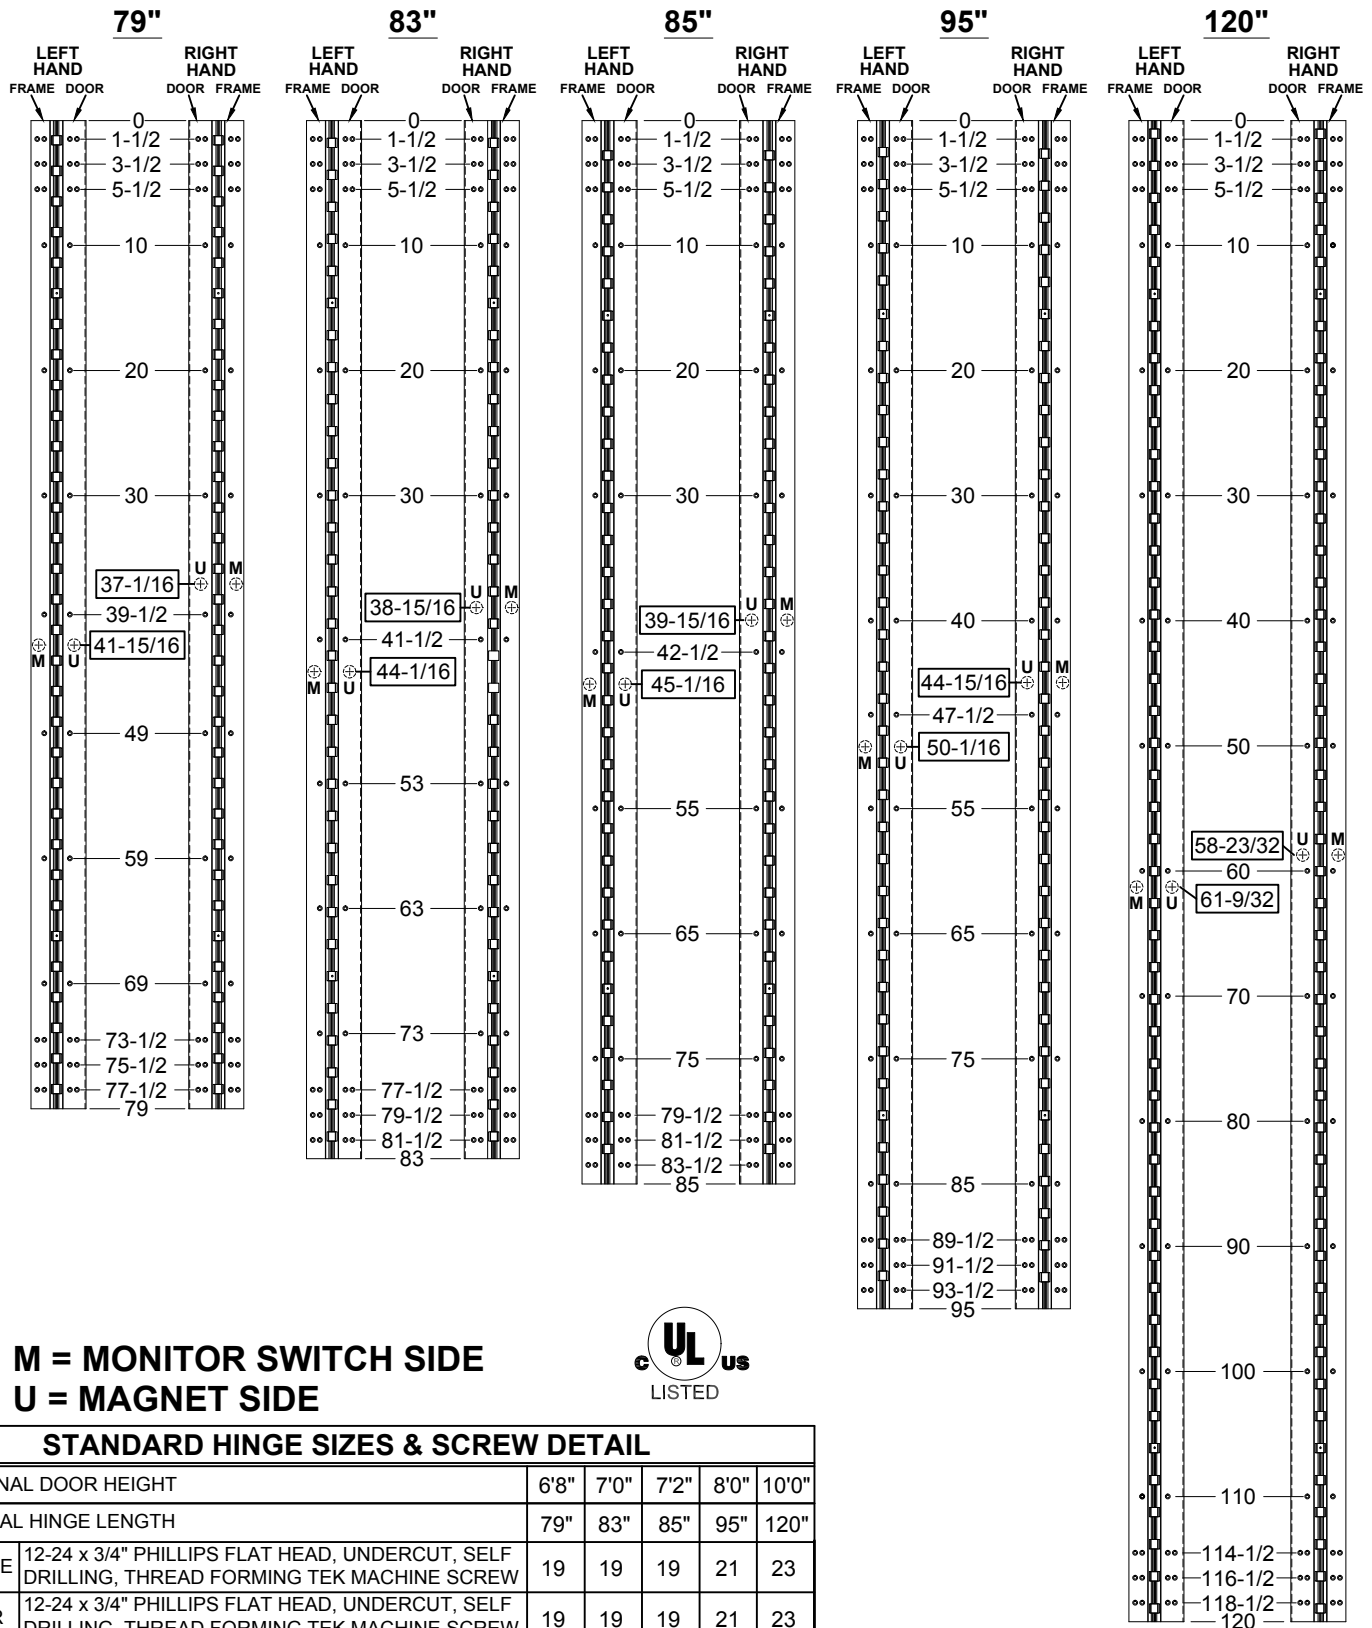 79"
LEFT HAND
RIGHT HAND
FRAME DOOR
DOOR FRAME
0
1-1/2
3-1/2
5-1/2
10
20
30
U M
37-1/16
39-1/2
41-15/16
M U
49
59
69
73-1/2
75-1/2
77-1/2
79
83"
LEFT HAND
RIGHT HAND
FRAME DOOR
DOOR FRAME
0
1-1/2
3-1/2
5-1/2
10
20
30
U M
38-15/16
41-1/2
44-1/16
M U
53
63
73
77-1/2
79-1/2
81-1/2
83
85"
LEFT HAND
RIGHT HAND
FRAME DOOR
DOOR FRAME
0
1-1/2
3-1/2
5-1/2
10
20
30
U M
39-15/16
42-1/2
45-1/16
M U
55
65
75
79-1/2
81-1/2
83-1/2
85
95"
LEFT HAND
RIGHT HAND
FRAME DOOR
DOOR FRAME
0
1-1/2
3-1/2
5-1/2
10
20
30
40
U M
44-15/16
47-1/2
50-1/16
M U
55
65
75
85
89-1/2
91-1/2
93-1/2
95
120"
LEFT HAND
RIGHT HAND
FRAME DOOR
DOOR FRAME
0
1-1/2
3-1/2
5-1/2
10
20
30
40
50
U M
58-23/32
60
61-9/32
M U
70
80
90
100
110
114-1/2
116-1/2
118-1/2
120
M = MONITOR SWITCH SIDE
U = MAGNET SIDE
C UL ® US
LISTED
STANDARD HINGE SIZES & SCREW DETAIL
NAL DOOR HEIGHT 6'8" 7'0" 7'2" 8'0" 10'0"
AL HINGE LENGTH 79" 83" 85" 95" 120"
E 12-24 x 3/4" PHILLIPS FLAT HEAD, UNDERCUT, SELF
DRILLING, THREAD FORMING TEK MACHINE SCREW 19 19 19 21 23
R 12-24 x 3/4" PHILLIPS FLAT HEAD, UNDERCUT, SELF
DRILLING, THREAD FORMING TEK MACHINE SCREW 19 19 19 21 23